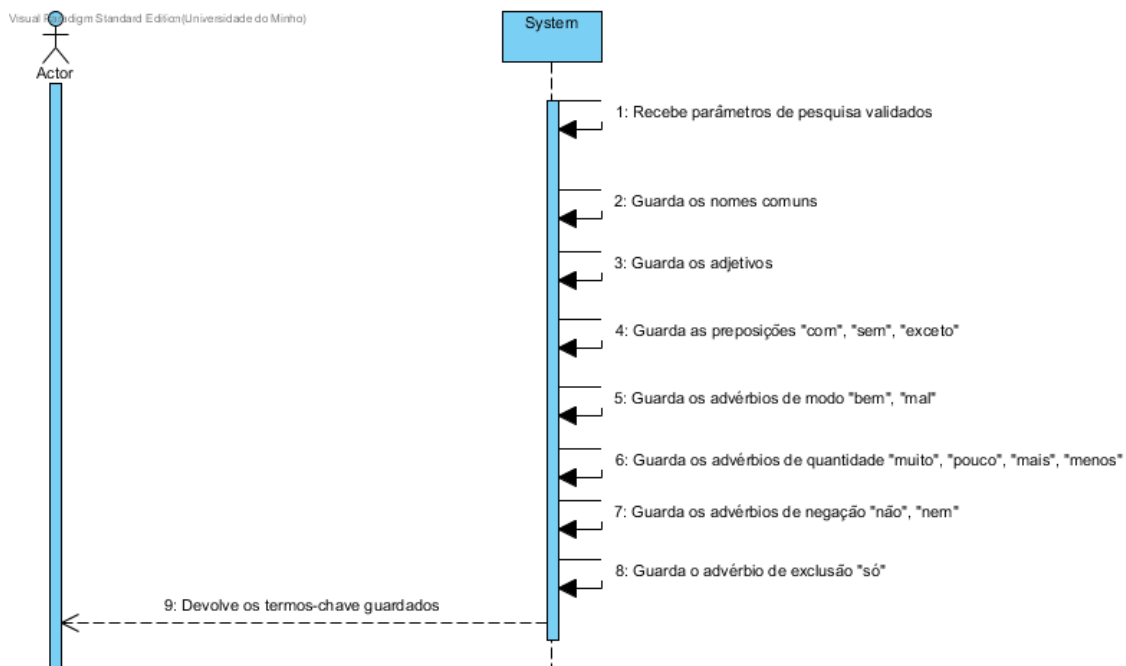 Visual Paradigm Standard Edition(Universidade do Minho)
System
Actor
1: Recebe parâmetros de pesquisa validados
2: Guarda os nomes comuns
3: Guarda os adjetivos
4: Guarda as preposições "com", "sem", "exceto"
5: Guarda os advérbios de modo "bem", "mal"
6: Guarda os advérbios de quantidade "muito", "pouco", "mais", "menos"
7: Guarda os advérbios de negação "não", "nem"
8: Guarda o advérbio de exclusão "só"
9: Devolve os termos-chave guardados